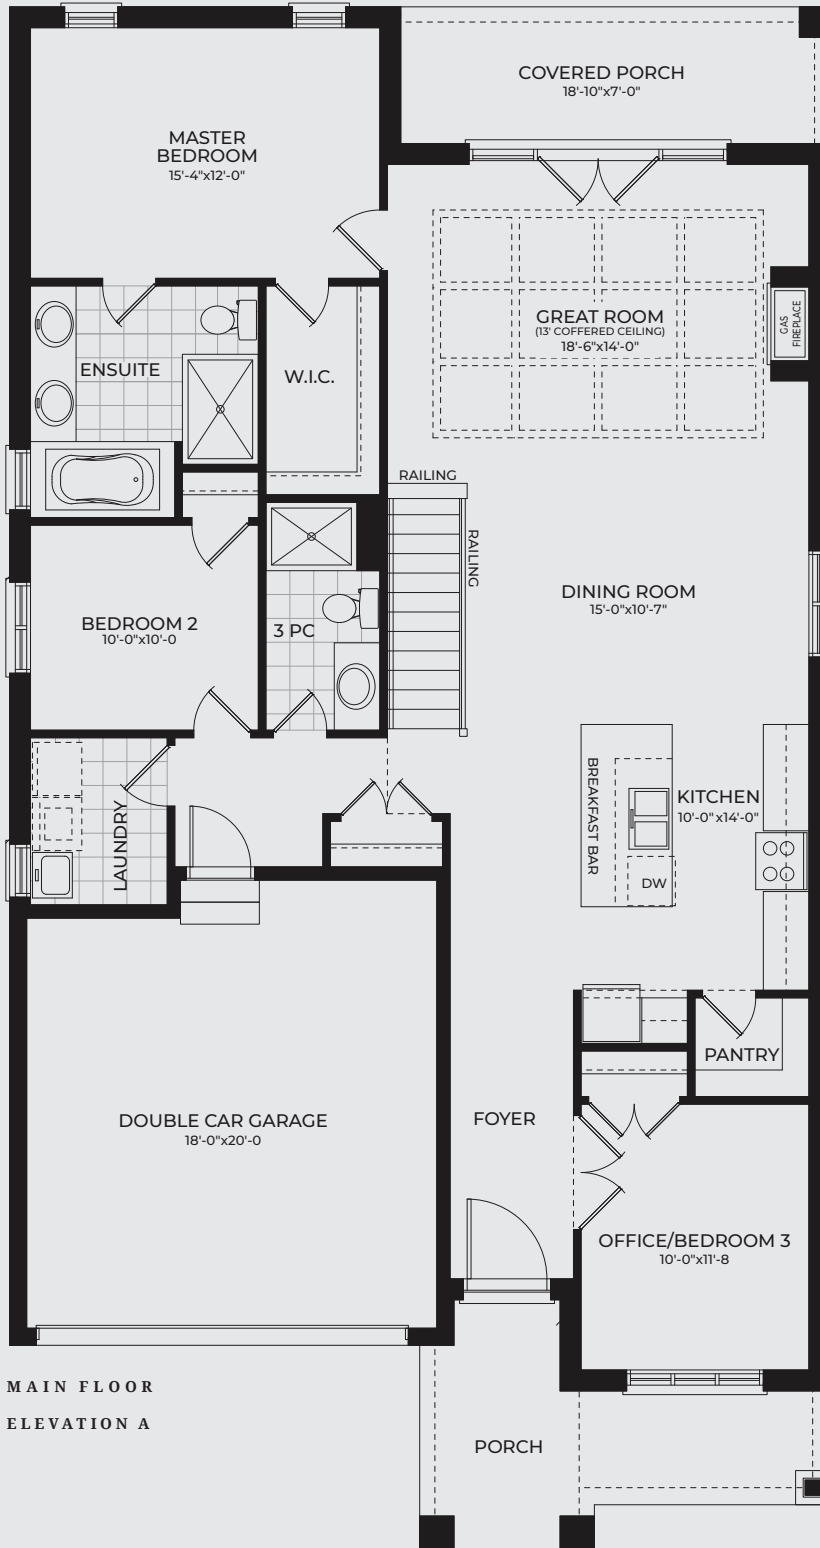 COVERED PORCH
18'-10"x7'-0"
MASTER
BEDROOM
15'-4"x12'-0"
GREAT ROOM
(13' COFFERED CEILING)
18'-6"x14'-0"
GAS
FIREPLACE
ENSUITE
W.I.C.
RAILING
RAILING
DINING ROOM
15'-0"x10'-7"
BEDROOM 2
10'-0"x10'-0
3 PC
BREAKFAST BAR
KITCHEN
10'-0"x14'-0"
DW
LAUNDRY
PANTRY
FOYER
DOUBLE CAR GARAGE
18'-0"x20'-0
OFFICE/BEDROOM 3
10'-0"x11'-8
MAIN FLOOR
ELEVATION A
PORCH